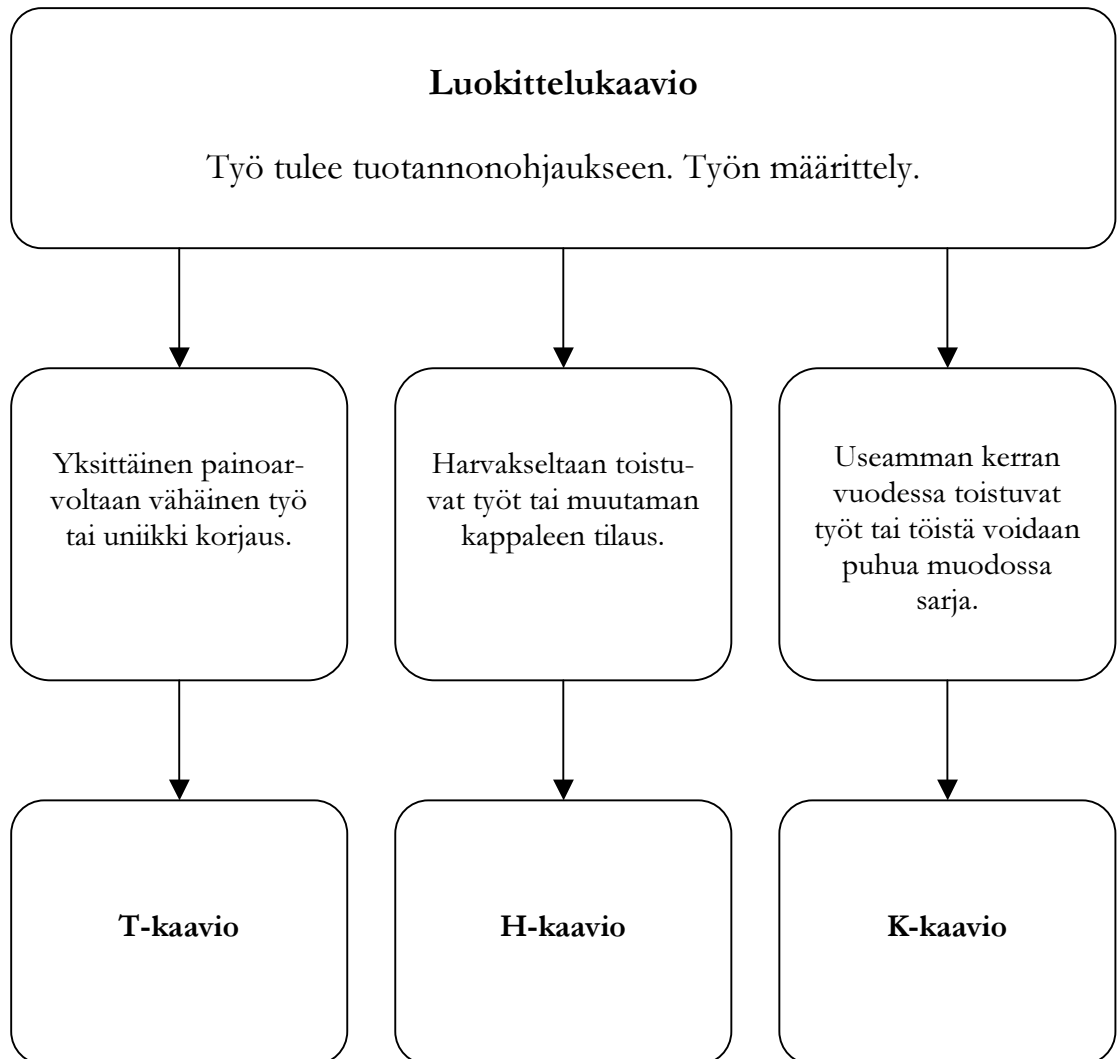 Luokittelukaavio
Työ tulee tuotannonohjaukseen. Työn määrittely.
Yksittäinen painoar-
voltaan vähäinen työ
tai uniikki korjaus.
Harvakseltaan toistu-
vat työt tai muutaman
kappaleen tilaus.
Useamman kerran
vuodessa toistuvat
työt tai töistä voidaan
puhua muodossa
sarja.
T-kaavio
H-kaavio
K-kaavio